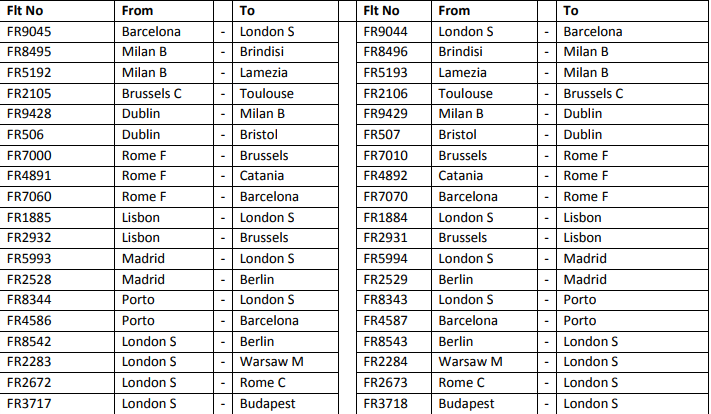 Flt No From To Flt No From To
FR9045 Barcelona - London S FR9044 London S - Barcelona
FR8495 Milan B - Brindisi FR8496 Brindisi - Milan B
FR5192 Milan B - Lamezia FR5193 Lamezia - Milan B
FR2105 Brussels C - Toulouse FR2106 Toulouse - Brussels C
FR9428 Dublin - Milan B FR9429 Milan B - Dublin
FR506 Dublin - Bristol FR507 Bristol - Dublin
FR7000 Rome F - Brussels FR7010 Brussels - Rome F
FR4891 Rome F - Catania FR4892 Catania - Rome F
FR7060 Rome F - Barcelona FR7070 Barcelona - Rome F
FR1885 Lisbon - London S FR1884 London S - Lisbon
FR2932 Lisbon - Brussels FR2931 Brussels - Lisbon
FR5993 Madrid - London S FR5994 London S - Madrid
FR2528 Madrid - Berlin FR2529 Berlin - Madrid
FR8344 Porto - London S FR8343 London S - Porto
FR4586 Porto - Barcelona FR4587 Barcelona - Porto
FR8542 London S - Berlin FR8543 Berlin - London S
FR2283 London S - Warsaw M FR2284 Warsaw M - London S
FR2672 London S - Rome C FR2673 Rome C - London S
FR3717 London S - Budapest FR3718 Budapest - London S